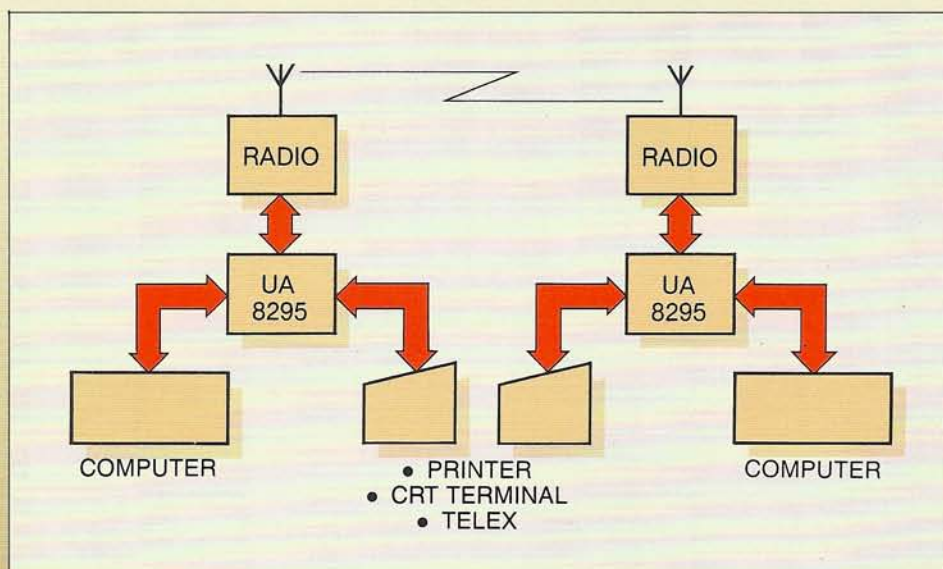 RADIO
RADIO
UA
8295
UA
8295
COMPUTER
• PRINTER
• CRT TERMINAL
• TELEX
COMPUTER